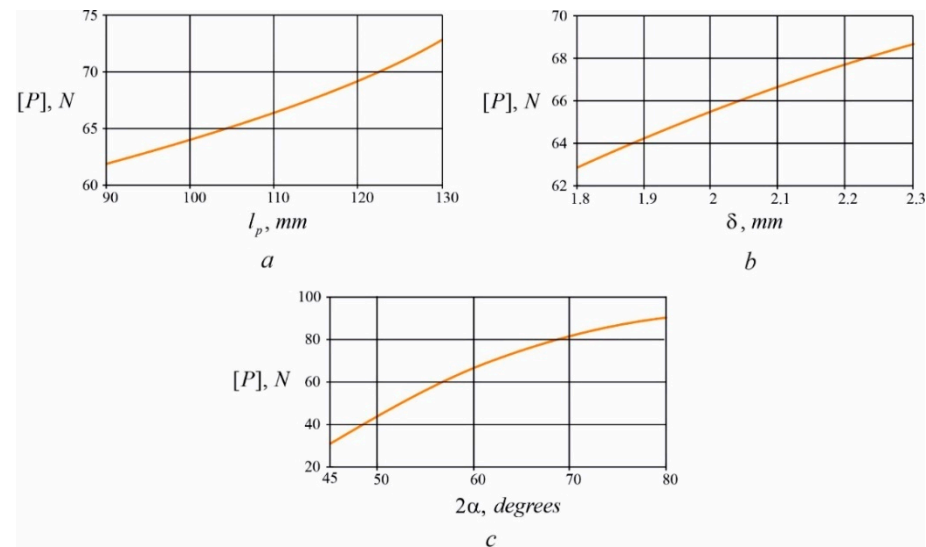 75
70
[P], N
65
60
90 100 110 120 130
l_p, mm
a
70
68
[P], N 66
64
62
1.8 1.9 2 2.1 2.2 2.3
δ, mm
b
100
80
[P], N 60
40
20
45 50 60 70 80
2α, degrees
c